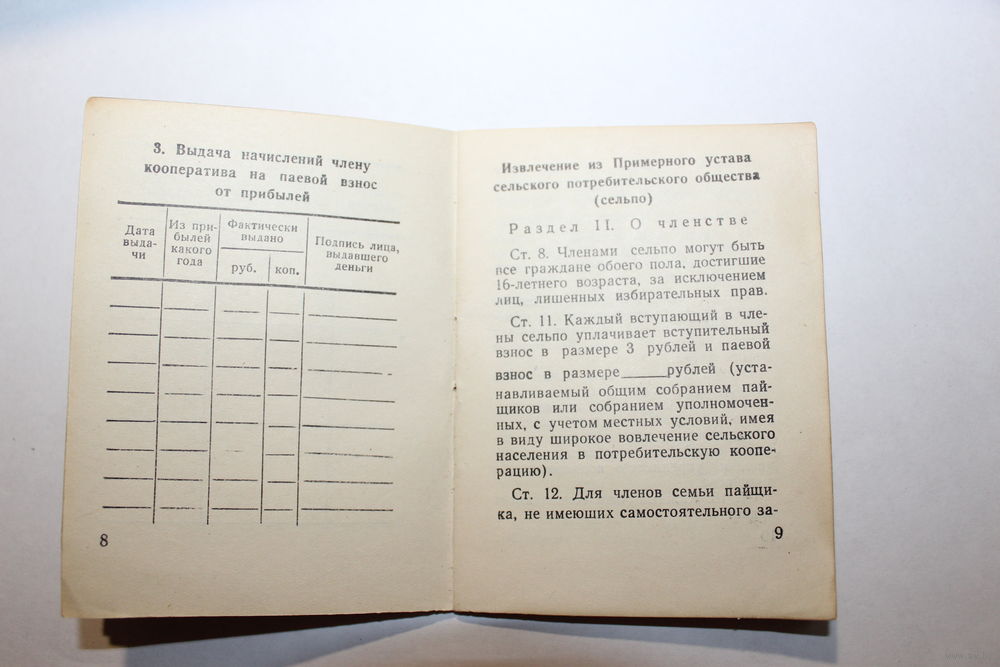 3. Выдача начислений члену
кооператива на паевой взнос
от прибылей
Дата
выда-
чи
Из при-
былей
какого
года
Фактически
выдано
руб.
коп.
Подпись лица,
выдавшего
деньги
8
Извлечение из Примерного устава
сельского потребительского общества
(сельпо)
Раздел II. О членстве
Ст. 8. Членами сельпо могут быть
все граждане обоего пола, достигшие
16-летнего возраста, за исключением
лиц, лишенных избирательных прав.
Ст. 11. Каждый вступающий в чле-
ны сельпо уплачивает вступительный
взнос в размере 3 рублей и паевой
взнос в размере_____рублей (уста-
навливаемый общим собранием пай-
щиков или собранием уполномочен-
ных, с учетом местных условий, имея
в виду широкое вовлечение сельского
населения в потребительскую коопе-
рацию).
Ст. 12. Для членов семьи пайщи-
ка, не имеюших самостоятельного за-
9